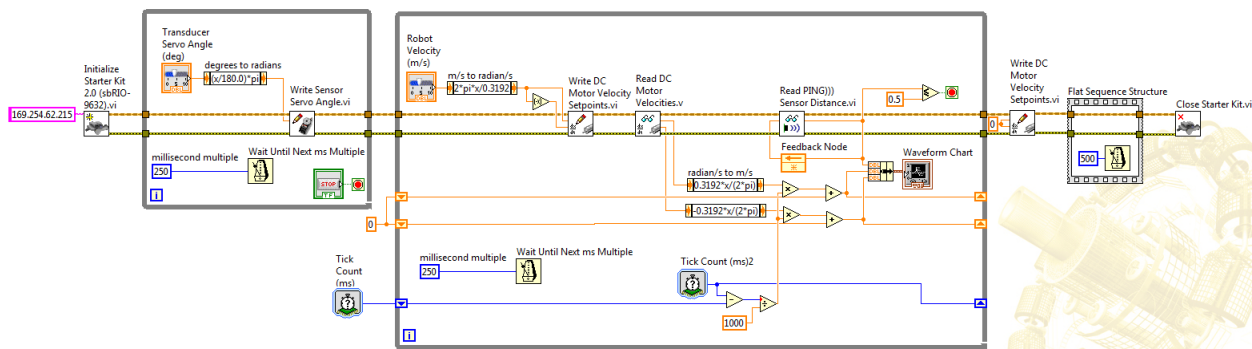 169.254.62.215
Initialize
Starter Kit
2.0 (sbRIO-
9632).vi
Transducer
Servo Angle
(deg)
degrees to radians
(x/180.0)*pi
Write Sensor
Servo Angle.vi
millisecond multiple
250
Wait Until Next ms Multiple
STOP
TF
i
0
Tick
Count
(ms)
Robot
Velocity
(m/s)
m/s to radian/s
2*pi*x/0.3192
Write DC
Motor Velocity
Setpoints.vi
Read DC
Motor
Velocities.v
Read PING)))
Sensor Distance.vi
0.5
Feedback Node
Waveform Chart
radian/s to m/s
0.3192*x/(2*pi)
-0.3192*x/(2*pi)
millisecond multiple
250
Wait Until Next ms Multiple
Tick Count (ms)2
1000
i
Write DC
Motor
Velocity
Setpoints.vi
0
Flat Sequence Structure
500
Close Starter Kit.vi